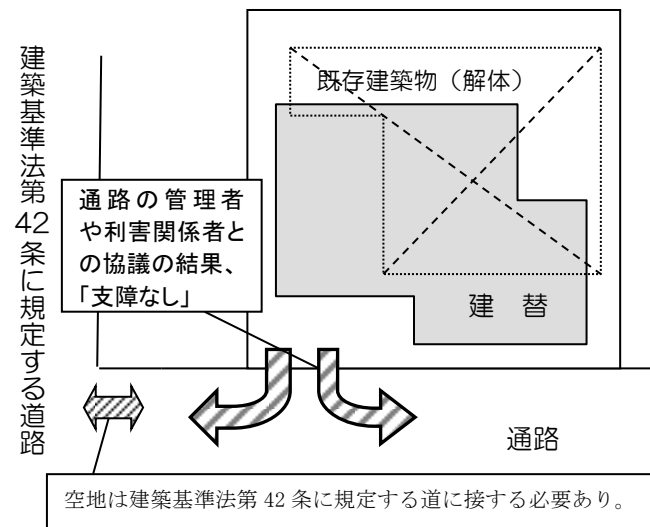 建築基準法第42条に規定する道路
既存建築物（解体）
通路の管理者
や利害関係者と
の協議の結果、
「支障なし」
建　替
通路
空地は建築基準法第 42 条に規定する道に接する必要あり。